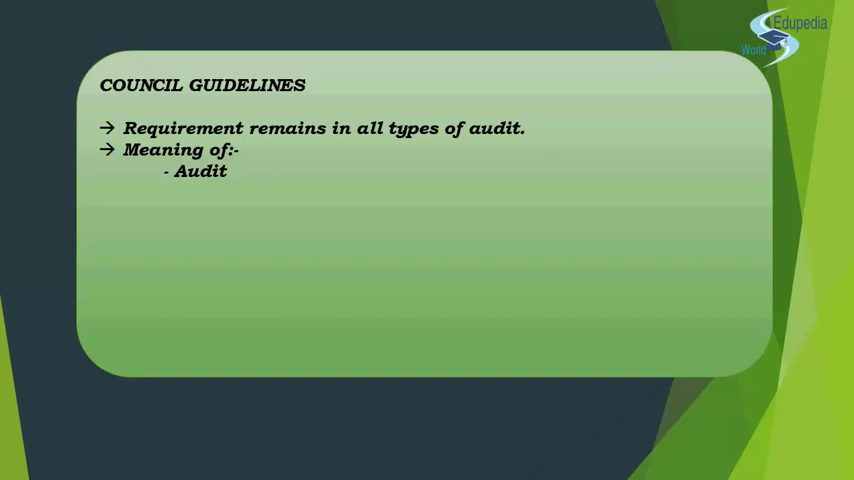 Edupedia
World
COUNCIL GUIDELINES
→ Requirement remains in all types of audit.
→ Meaning of:-
- Audit